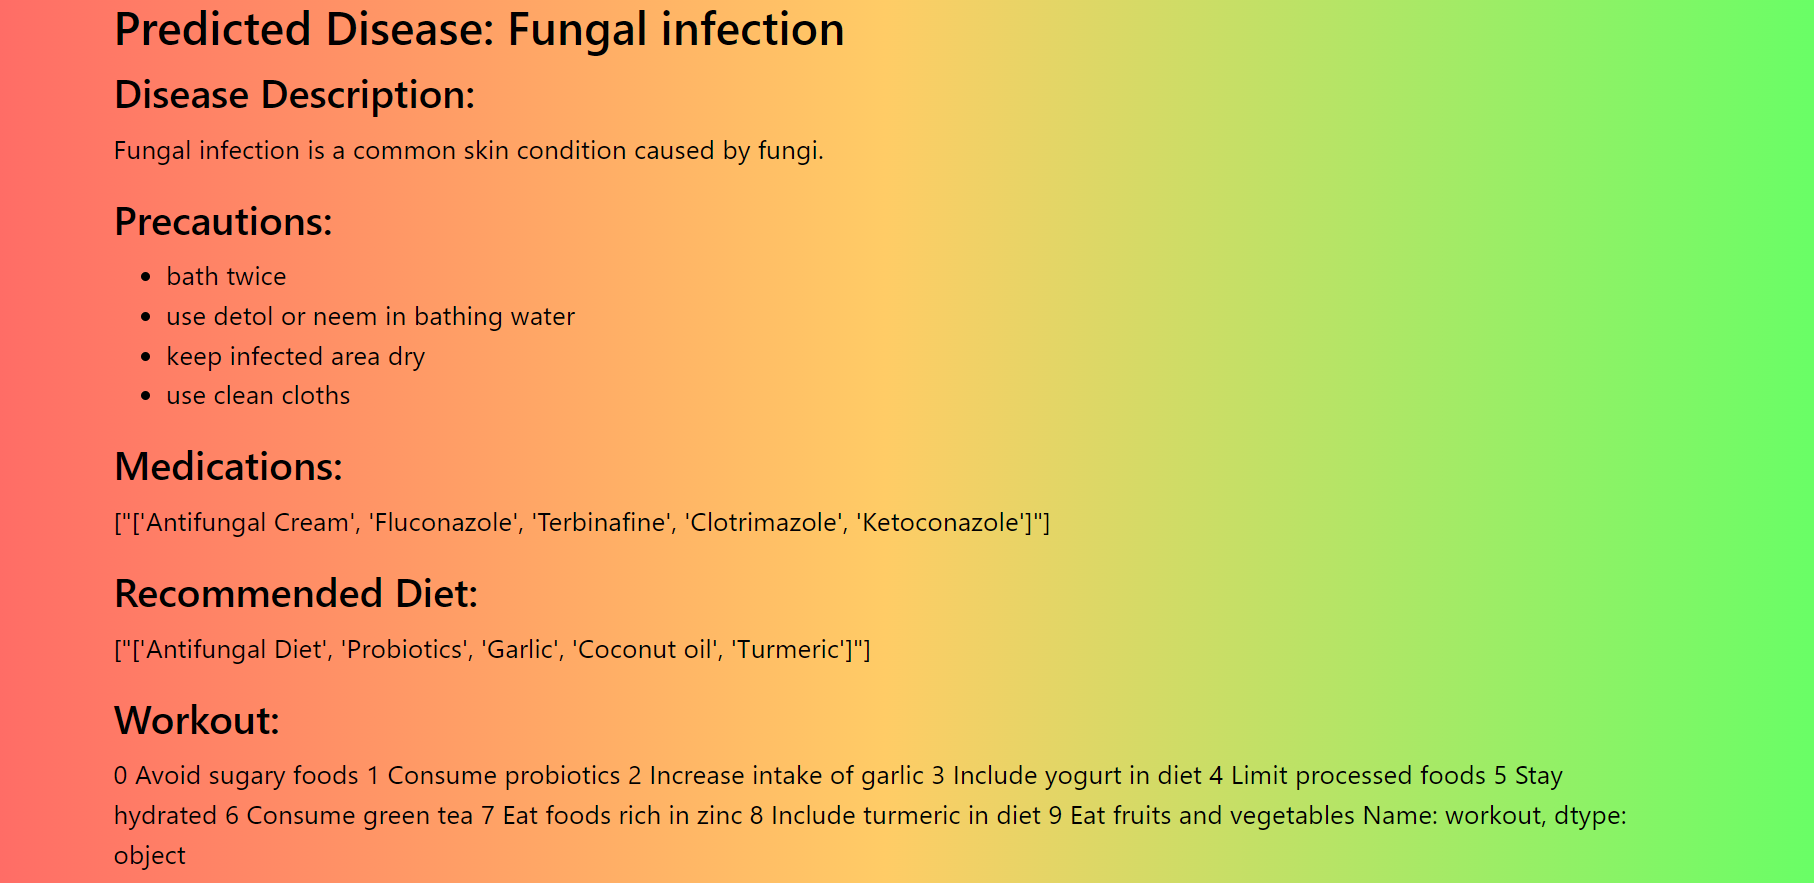 Predicted Disease: Fungal infection
Disease Description:
Fungal infection is a common skin condition caused by fungi.
Precautions:
• bath twice
• use detol or neem in bathing water
• keep infected area dry
• use clean cloths
Medications:
["['Antifungal Cream', 'Fluconazole', 'Terbinafine', 'Clotrimazole', 'Ketoconazole']"]
Recommended Diet:
["['Antifungal Diet', 'Probiotics', 'Garlic', 'Coconut oil', 'Turmeric']"]
Workout:
0 Avoid sugary foods 1 Consume probiotics 2 Increase intake of garlic 3 Include yogurt in diet 4 Limit processed foods 5 Stay
hydrated 6 Consume green tea 7 Eat foods rich in zinc 8 Include turmeric in diet 9 Eat fruits and vegetables Name: workout, dtype:
object